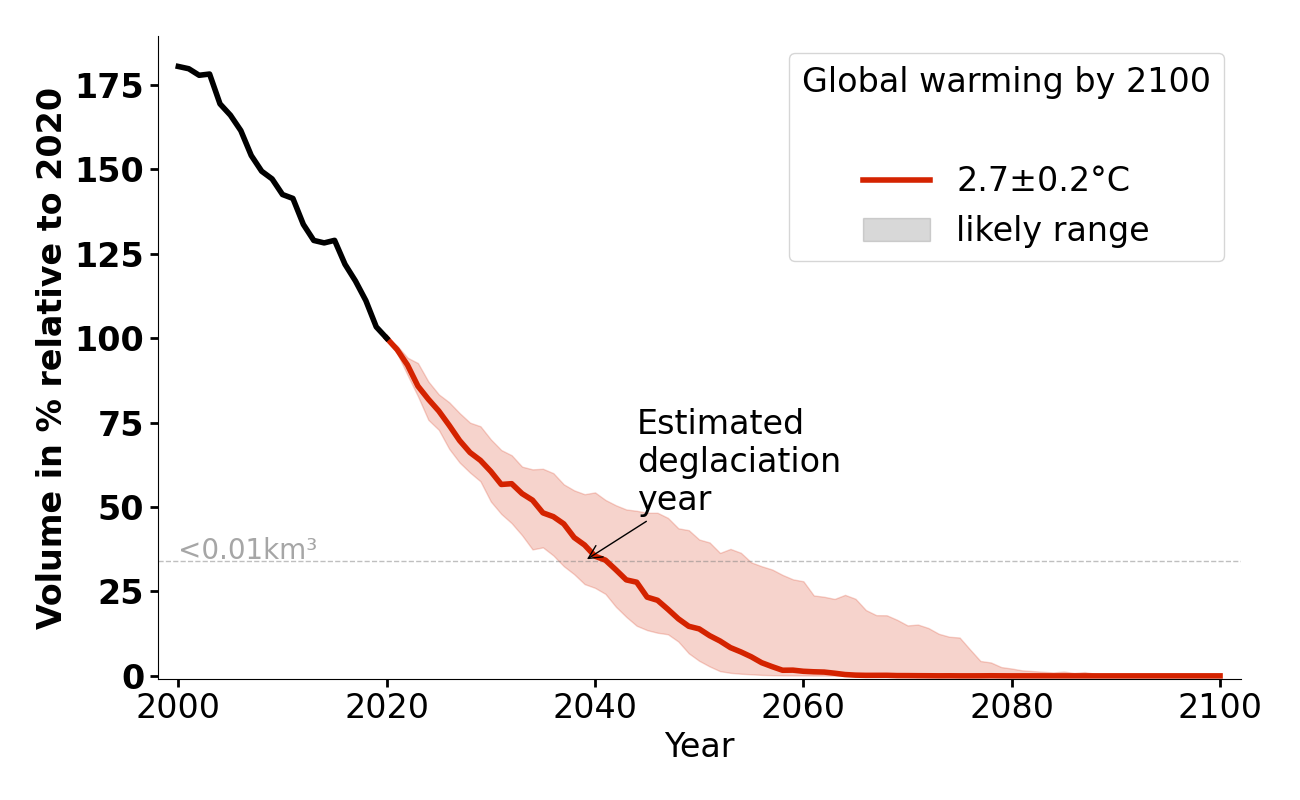 Volume in % relative to 2020
175
150
125
100
75
50
25
0
Global warming by 2100
2.7±0.2°C
likely range
Estimated
deglaciation
year
<0.01km³
2000
2020
2040
2060
2080
2100
Year